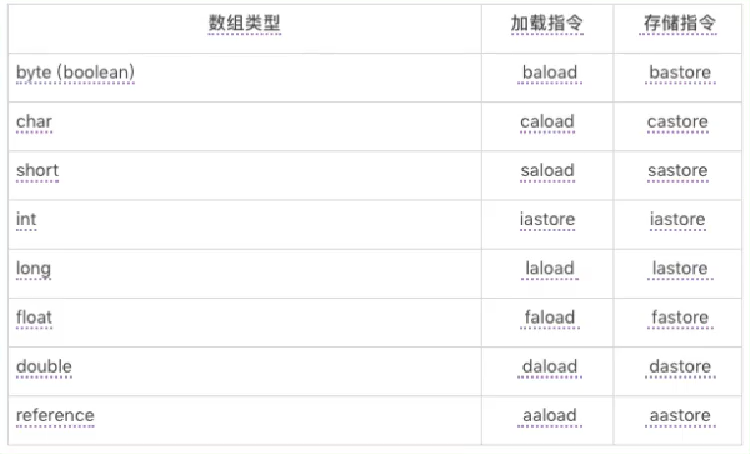 数组类型 加载指令 存储指令
byte (boolean) baload bastore
char caload castore
short saload sastore
int iastore iastore
long laload lastore
float faload fastore
double daload dastore
reference aaload aastore